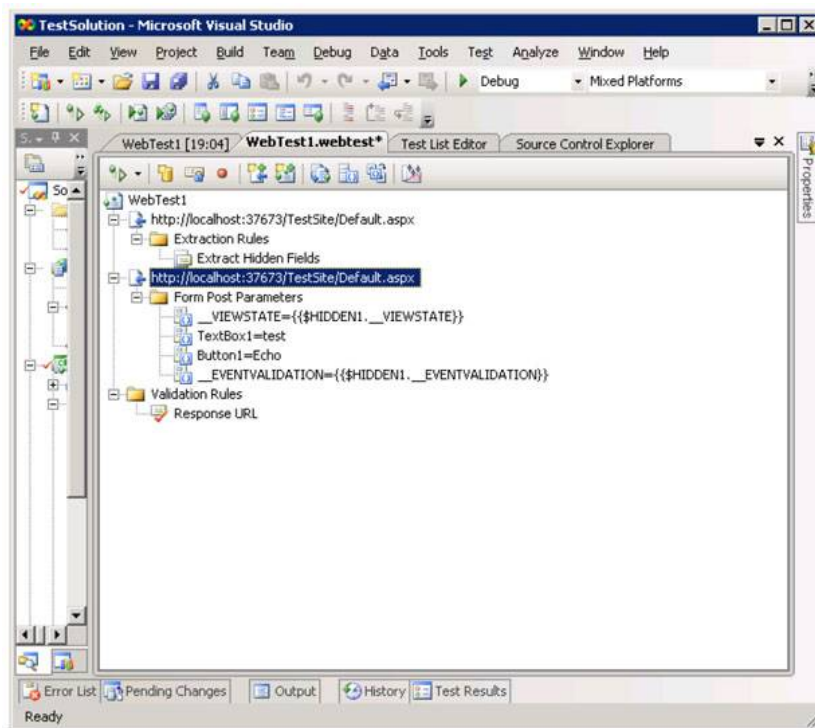 TestSolution - Microsoft Visual Studio
File Edit View Project Build Team Debug Data Tools Test Analyze Window Help
Debug Mixed Platforms
S..
WebTest1 [19:04] WebTest1.webtest* Test List Editor Source Control Explorer
Properties
So
WebTest1
http://localhost:37673/TestSite/Default.aspx
Extraction Rules
Extract Hidden Fields
http://localhost:37673/TestSite/Default.aspx
Form Post Parameters
__VIEWSTATE={{$HIDDEN1.__VIEWSTATE}}
TextBox1=test
Button1=Echo
__EVENTVALIDATION={{$HIDDEN1.__EVENTVALIDATION}}
Validation Rules
Response URL
Error List Pending Changes Output History Test Results
Ready